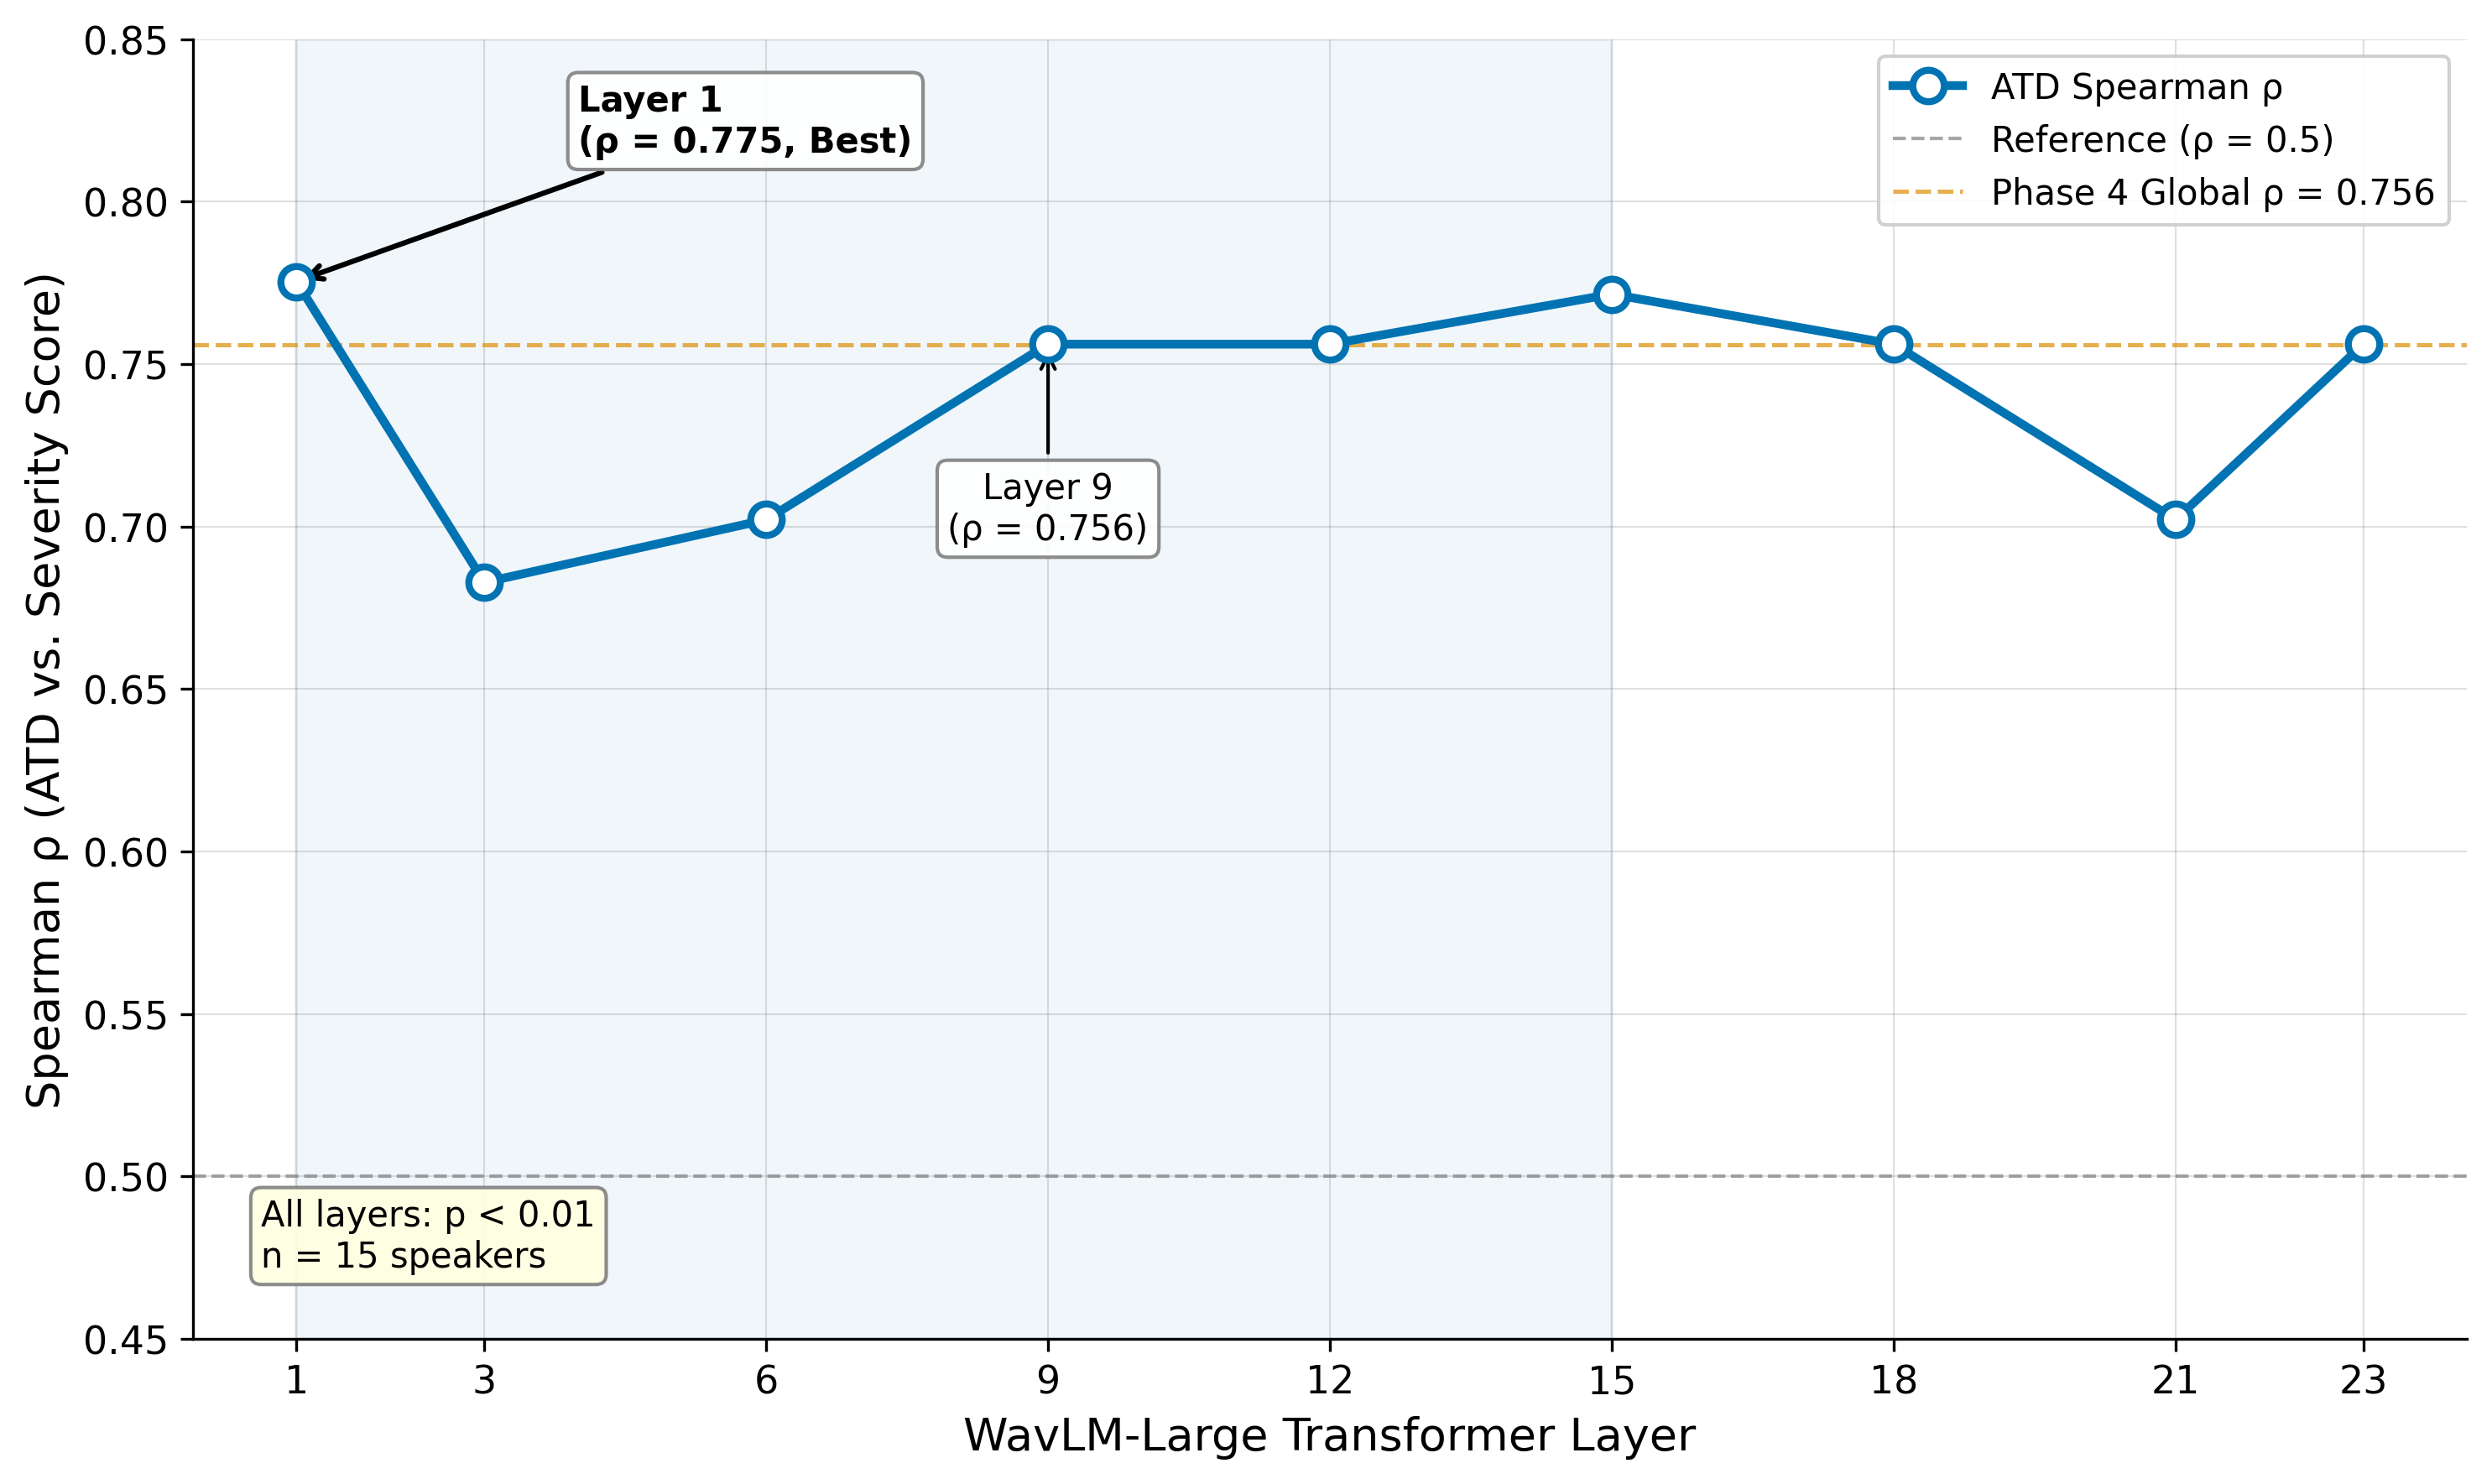 0.85
0.80
0.75
0.70
0.65
0.60
0.55
0.50
0.45
Spearman ρ (ATD vs. Severity Score)
Layer 1
(ρ = 0.775, Best)
Layer 9
(ρ = 0.756)
ATD Spearman ρ
Reference (ρ = 0.5)
Phase 4 Global ρ = 0.756
All layers: p < 0.01
n = 15 speakers
1 3 6 9 12 15 18 21 23
WavLM-Large Transformer Layer